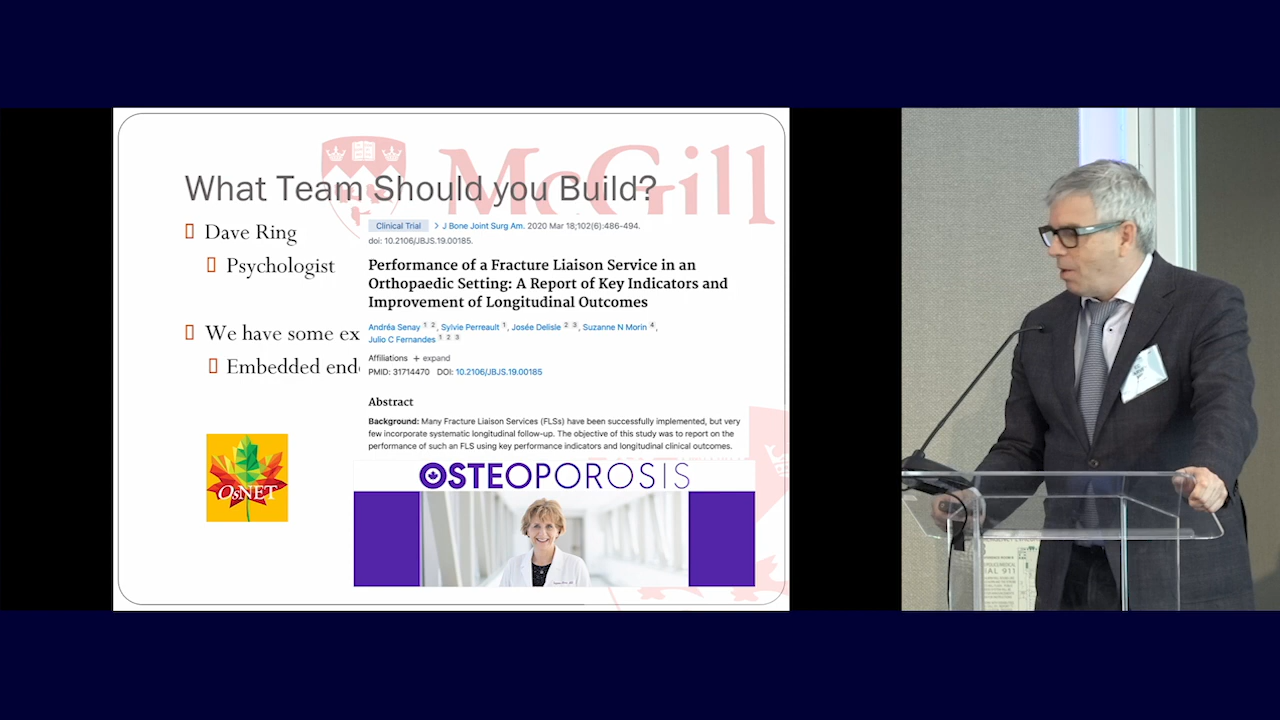 McGill
What Team Should you Build?
Dave Ring
Psychologist
We have some ex
Embedded end
Clinical Trial > J Bone Joint Surg Am. 2020 Mar 18;102(6):486-494.
doi: 10.2106/JBJS.19.00185.
Performance of a Fracture Liaison Service in an
Orthopaedic Setting: A Report of Key Indicators and
Improvement of Longitudinal Outcomes
Andréa Senay 1 2, Sylvie Perreault 1, Josée Delisle 2 3, Suzanne N Morin 4,
Julio C Fernandes 1 2 3
Affiliations + expand
PMID: 31714470 DOI: 10.2106/JBJS.19.00185
Abstract
Background: Many Fracture Liaison Services (FLSs) have been successfully implemented, but very
few incorporate systematic longitudinal follow-up. The objective of this study was to report on the
performance of such an FLS using key performance indicators and longitudinal clinical outcomes.
OsNET
OSTEOPOROSIS